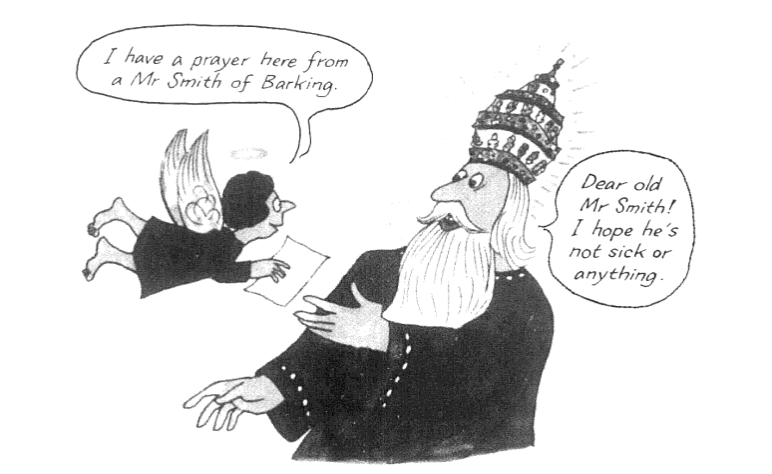 I have a prayer here from
a Mr Smith of Barking.
Dear old
Mr Smith!
I hope he's
not sick or
anything.